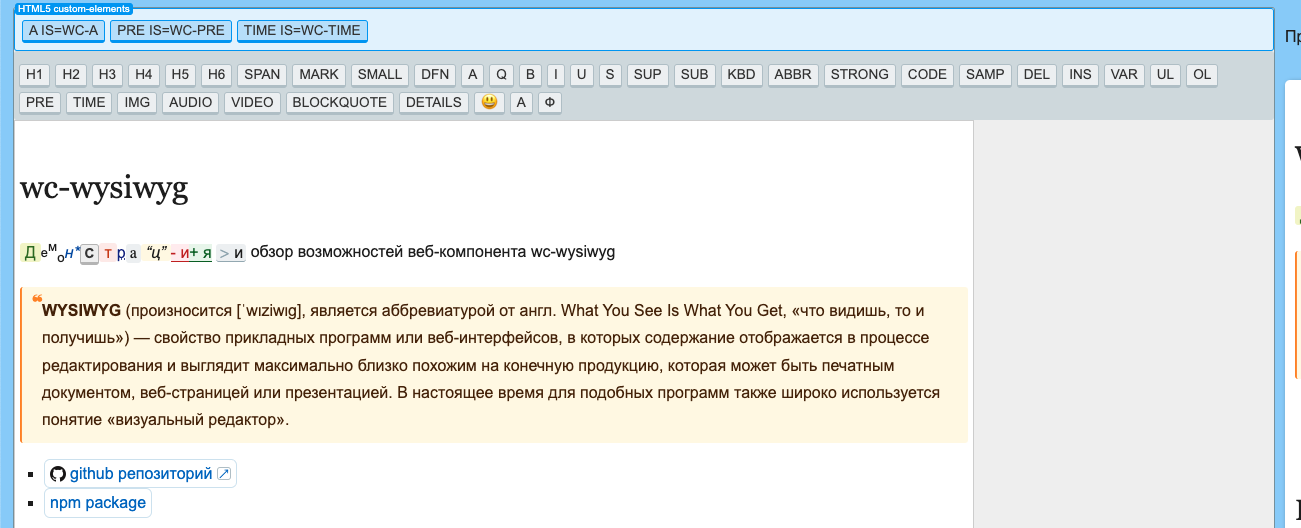 HTML5 custom-elements
A IS=WC-A PRE IS=WC-PRE TIME IS=WC-TIME
Пр
H1 H2 H3 H4 H5 H6 SPAN MARK SMALL DFN A Q B I U S SUP SUB KBD ABBR STRONG CODE SAMP DEL INS VAR UL OL
PRE TIME IMG AUDIO VIDEO BLOCKQUOTE DETAILS 😃 A Ф
wc-wysiwyg
Демон*стра“ц”- и+ я > и обзор возможностей веб-компонента wc-wysiwyg
❝WYSIWYG (произносится [ˈwɪziwɪɡ], является аббревиатурой от англ. What You See Is What You Get, «что видишь, то и
получишь») — свойство прикладных программ или веб-интерфейсов, в которых содержание отображается в процессе
редактирования и выглядит максимально близко похожим на конечную продукцию, которая может быть печатным
документом, веб-страницей или презентацией. В настоящее время для подобных программ также широко используется
понятие «визуальный редактор».
github репозиторий
npm package